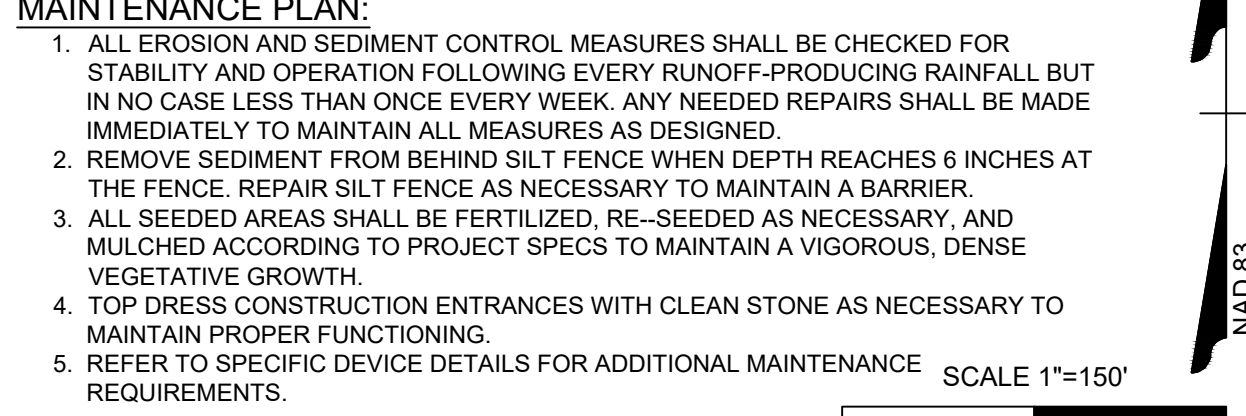 MAINTENANCE PLAN:
1. ALL EROSION AND SEDIMENT CONTROL MEASURES SHALL BE CHECKED FOR
STABILITY AND OPERATION FOLLOWING EVERY RUNOFF-PRODUCING RAINFALL BUT
IN NO CASE LESS THAN ONCE EVERY WEEK. ANY NEEDED REPAIRS SHALL BE MADE
IMMEDIATELY TO MAINTAIN ALL MEASURES AS DESIGNED.
2. REMOVE SEDIMENT FROM BEHIND SILT FENCE WHEN DEPTH REACHES 6 INCHES AT
THE FENCE. REPAIR SILT FENCE AS NECESSARY TO MAINTAIN A BARRIER.
3. ALL SEEDED AREAS SHALL BE FERTILIZED, RE--SEEDED AS NECESSARY, AND
MULCHED ACCORDING TO PROJECT SPECS TO MAINTAIN A VIGOROUS, DENSE
VEGETATIVE GROWTH.
4. TOP DRESS CONSTRUCTION ENTRANCES WITH CLEAN STONE AS NECESSARY TO
MAINTAIN PROPER FUNCTIONING.
5. REFER TO SPECIFIC DEVICE DETAILS FOR ADDITIONAL MAINTENANCE
REQUIREMENTS.
SCALE 1"=150'
NAD 83